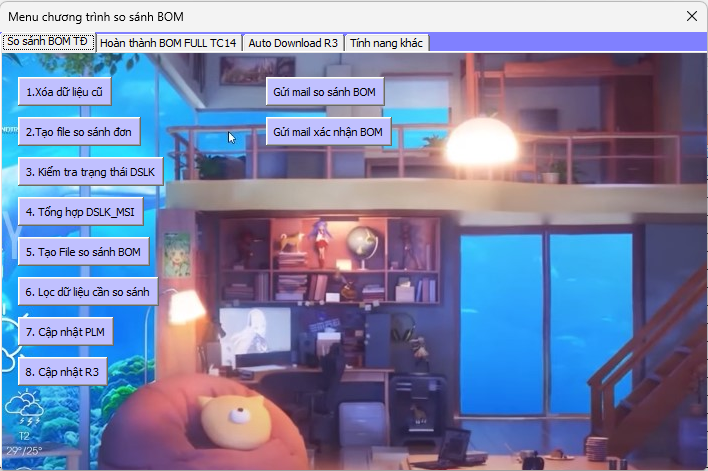 Menu chương trình so sánh BOM
So sánh BOM TĐ
Hoàn thành BOM FULL TC14
Auto Download R3
Tính nang khác
1.Xóa dữ liệu cũ
Gửi mail so sánh BOM
2.Tạo file so sánh đơn
Gửi mail xác nhận BOM
3. Kiểm tra trạng thái DSLK
4. Tổng hợp DSLK_MSI
5. Tạo File so sánh BOM
6. Lọc dữ liệu cần so sánh
7. Cập nhật PLM
8. Cập nhật R3
T2
29°/25°